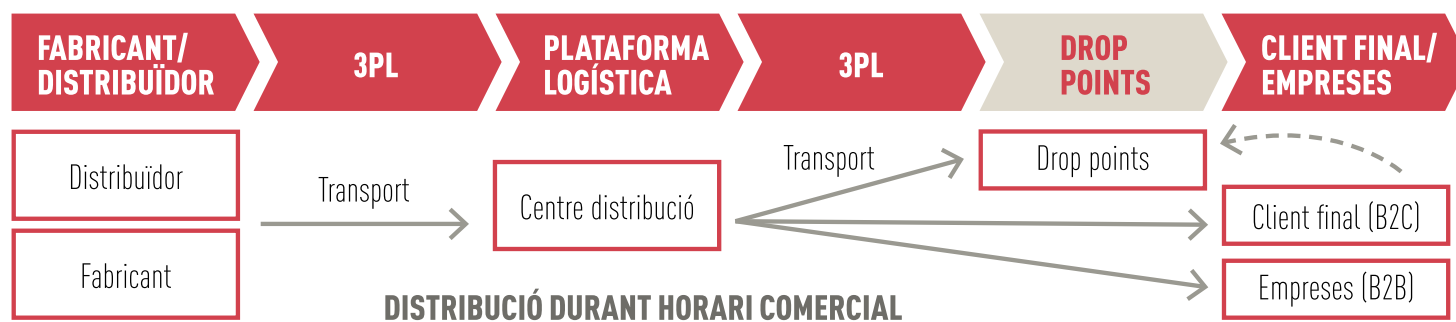 FABRICANT/
DISTRIBUÏDOR
3PL
PLATAFORMA
LOGÍSTICA
3PL
DROP
POINTS
CLIENT FINAL/
EMPRESES
Distribuïdor
Fabricant
Transport
Centre distribució
Transport
Drop points
Client final (B2C)
Empreses (B2B)
DISTRIBUCIÓ DURANT HORARI COMERCIAL